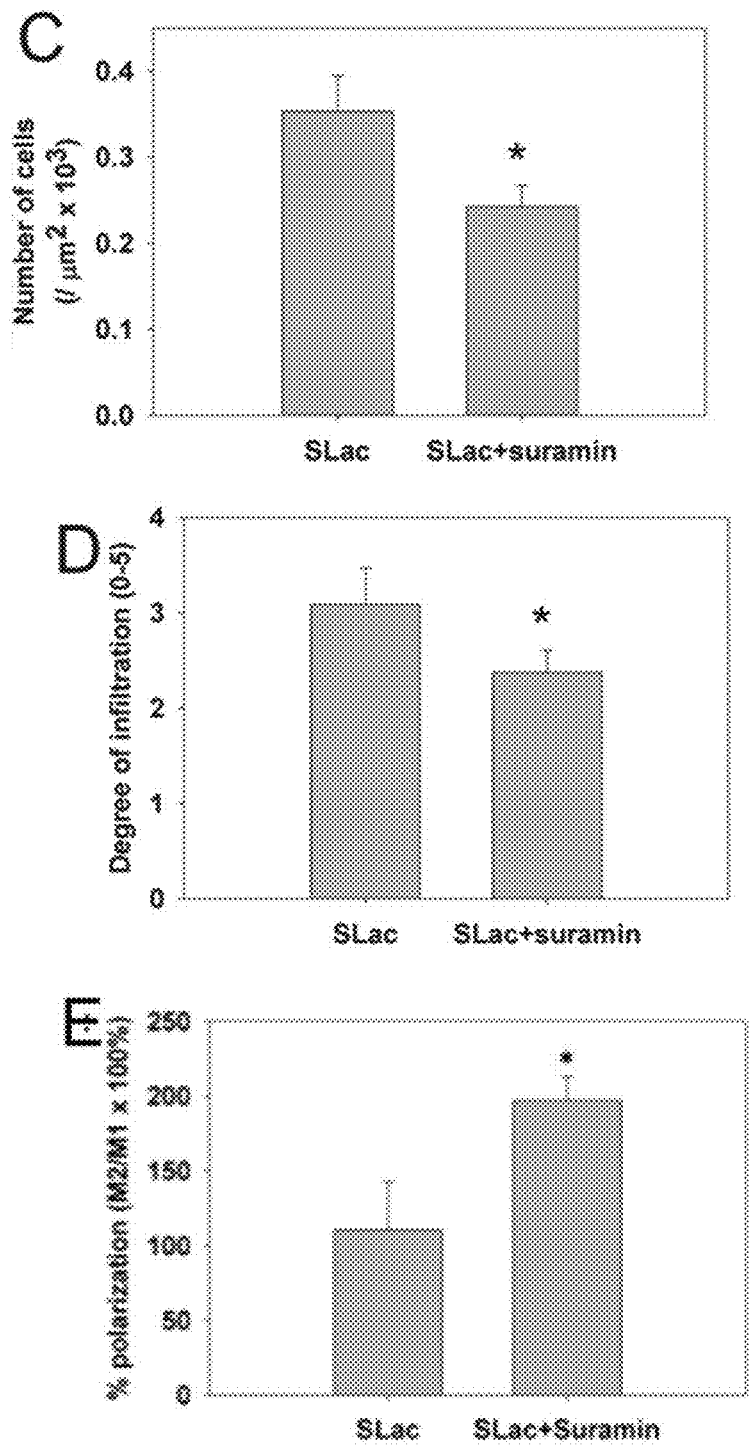 C
Number of cells
(/ μm² x 10³)
0.4
0.3
0.2
0.1
0.0
*
SLac
SLac+suramin
D
Degree of infiltration (0-5)
4
3
2
1
0
*
SLac
SLac+suramin
E
% polarization (M2/M1 x 100%)
250
200
150
100
50
0
*
SLac
SLac+Suramin